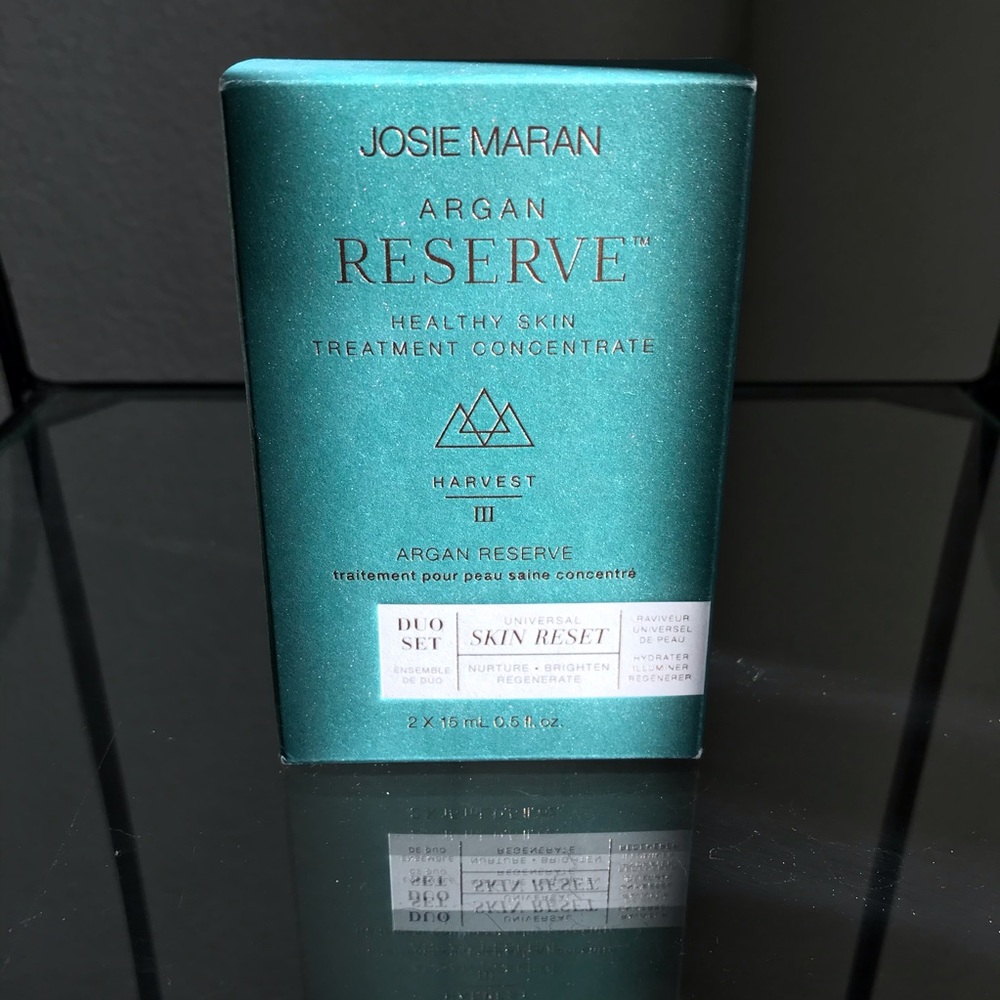 JOSIE MARAN
ARGAN
RESERVE™
HEALTHY SKIN
TREATMENT CONCENTRATE
HARVEST
III
ARGAN RESERVE
traitement pour peau saine concentré
DUO
SET
ENSEMBLE
DE DUO
UNIVERSAL
SKIN RESET
NURTURE • BRIGHTEN
REGENERATE
RAVIVEUR
UNIVERSEL
DE PEAU
HYDRATER
ILLUMINER
RÉGÉNÉRER
2 X 15 mL 0.5 fl. oz.